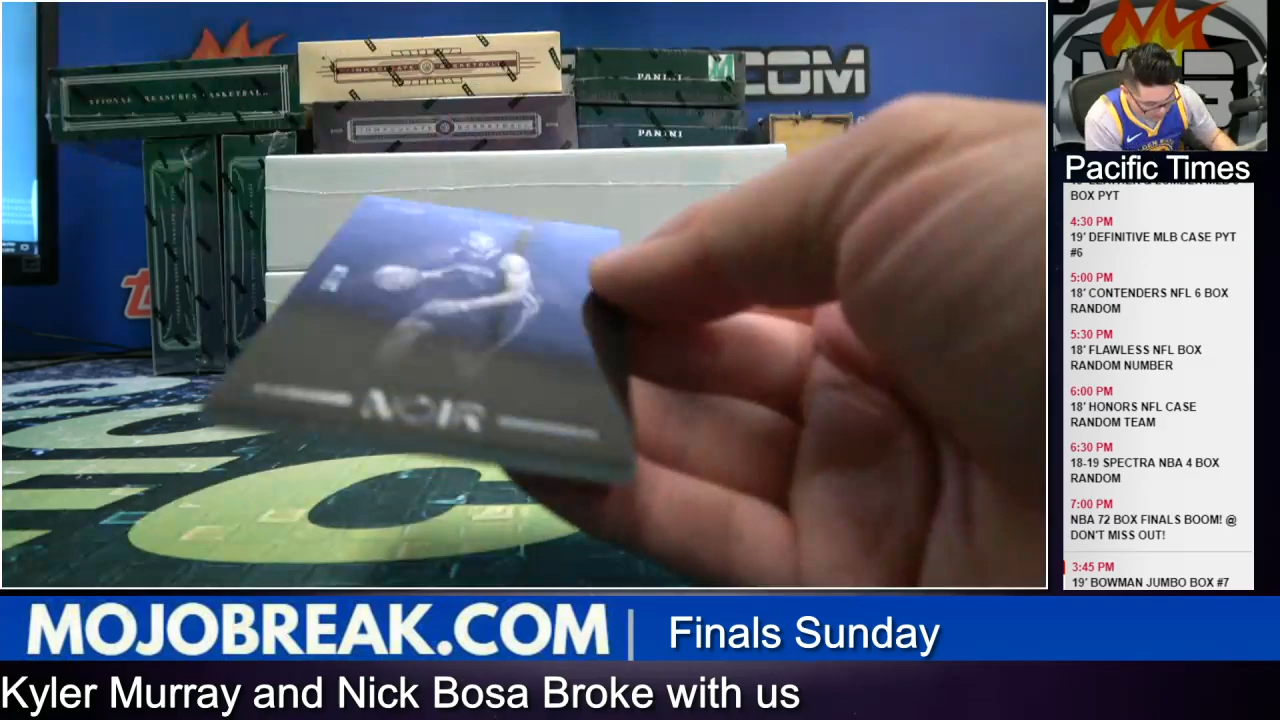 NATIONAL TREASURES BASKETBALL
IMMACULATE BASKETBALL
PANINI
.COM
IMMACULATE BASKETBALL
PANINI
NOIR
Pacific Times
BOX PYT
4:30 PM
19' DEFINITIVE MLB CASE PYT
#6
5:00 PM
18' CONTENDERS NFL 6 BOX
RANDOM
5:30 PM
18' FLAWLESS NFL BOX
RANDOM NUMBER
6:00 PM
18' HONORS NFL CASE
RANDOM TEAM
6:30 PM
18-19 SPECTRA NBA 4 BOX
RANDOM
7:00 PM
NBA 72 BOX FINALS BOOM! @
DON'T MISS OUT!
3:45 PM
19' BOWMAN JUMBO BOX #7
MOJOBREAK.COM | Finals Sunday
Kyler Murray and Nick Bosa Broke with us